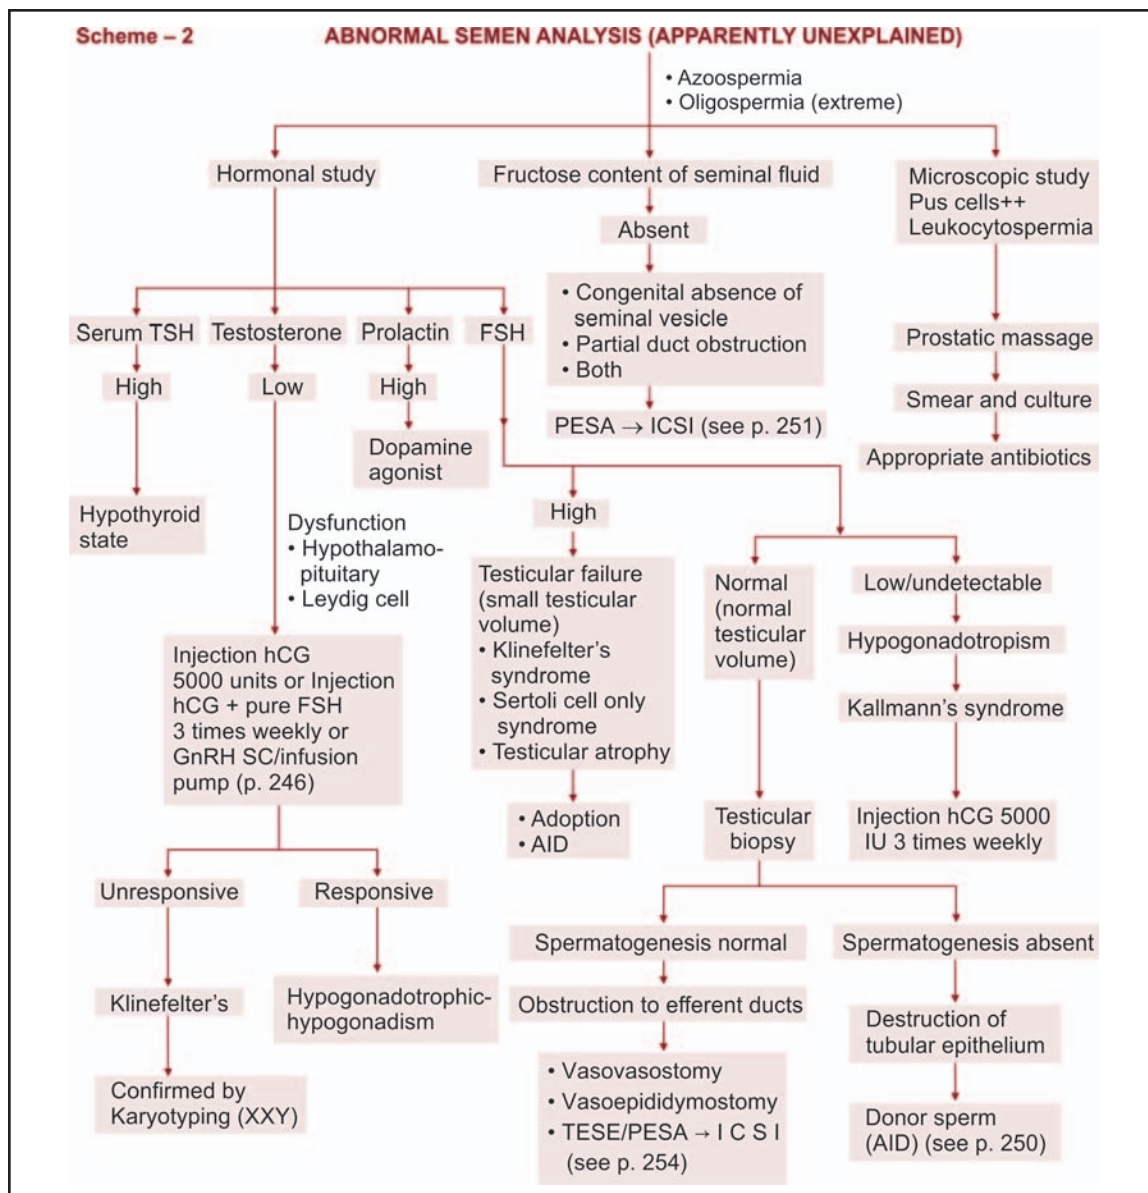 Scheme – 2
ABNORMAL SEMEN ANALYSIS (APPARENTLY UNEXPLAINED)
• Azoospermia
• Oligospermia (extreme)
Hormonal study
Fructose content of seminal fluid
Microscopic study
Pus cells++
Leukocytospermia
Absent
• Congenital absence of
seminal vesicle
• Partial duct obstruction
• Both
PESA → ICSI (see p. 251)
Prostatic massage
Smear and culture
Appropriate antibiotics
Serum TSH
Testosterone
Prolactin
FSH
High
Low
High
Dopamine
agonist
Hypothyroid
state
Dysfunction
• Hypothalamo-
pituitary
• Leydig cell
High
Testicular failure
(small testicular
volume)
• Klinefelter's
syndrome
• Sertoli cell only
syndrome
• Testicular atrophy
• Adoption
• AID
Normal
(normal
testicular
volume)
Low/undetectable
Hypogonadotropism
Kallmann's syndrome
Injection hCG 5000
IU 3 times weekly
Injection hCG
5000 units or Injection
hCG + pure FSH
3 times weekly or
GnRH SC/infusion
pump (p. 246)
Testicular
biopsy
Unresponsive
Responsive
Klinefelter's
Hypogonadotrophic-
hypogonadism
Confirmed by
Karyotyping (XXY)
Spermatogenesis normal
Spermatogenesis absent
Obstruction to efferent ducts
• Vasovasostomy
• Vasoepididymostomy
• TESE/PESA → I C S I
(see p. 254)
Destruction of
tubular epithelium
Donor sperm
(AID) (see p. 250)